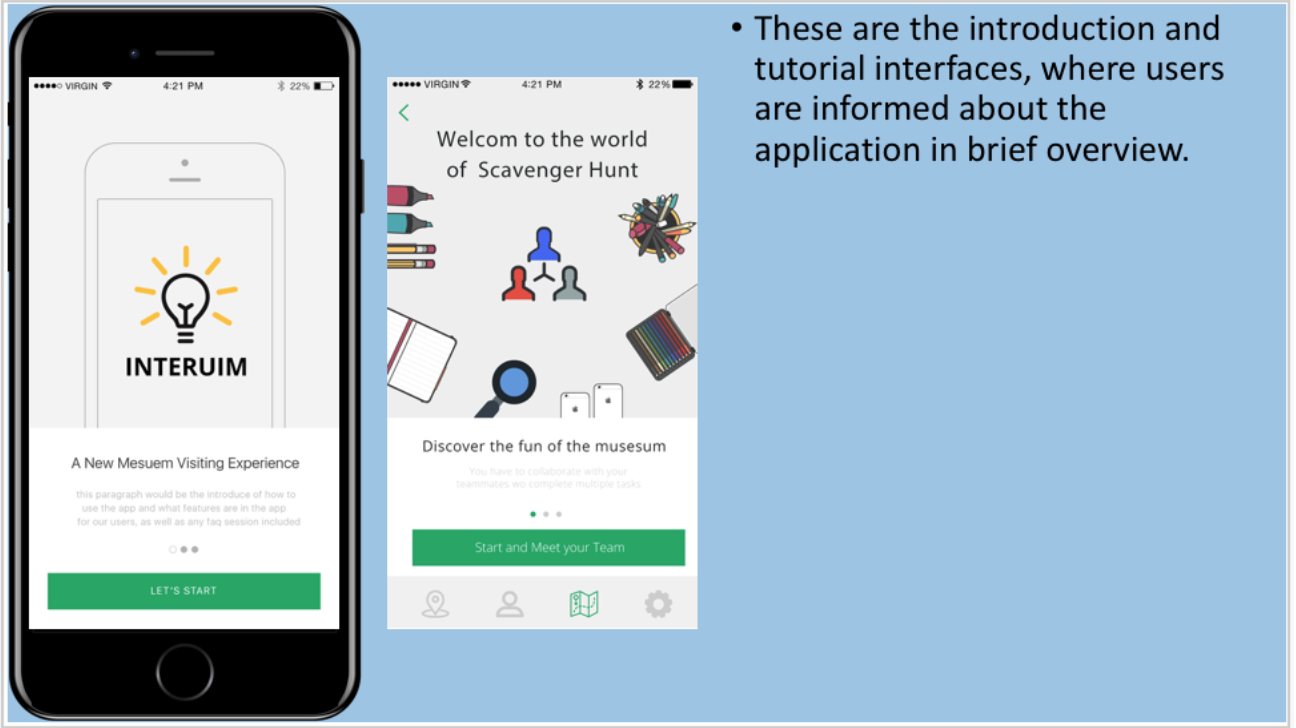 VIRGIN 4:21 PM 22%
INTERUIM
A New Mesuem Visiting Experience
this paragraph would be the introduce of how to
use the app and what features are in the app
for our users, as well as any faq session included
LET'S START
VIRGIN 4:21 PM 22%
Welcom to the world
of Scavenger Hunt
Discover the fun of the musesum
You have to collaborate with your
teammates wo complete multiple tasks
Start and Meet your Team
• These are the introduction and
tutorial interfaces, where users
are informed about the
application in brief overview.